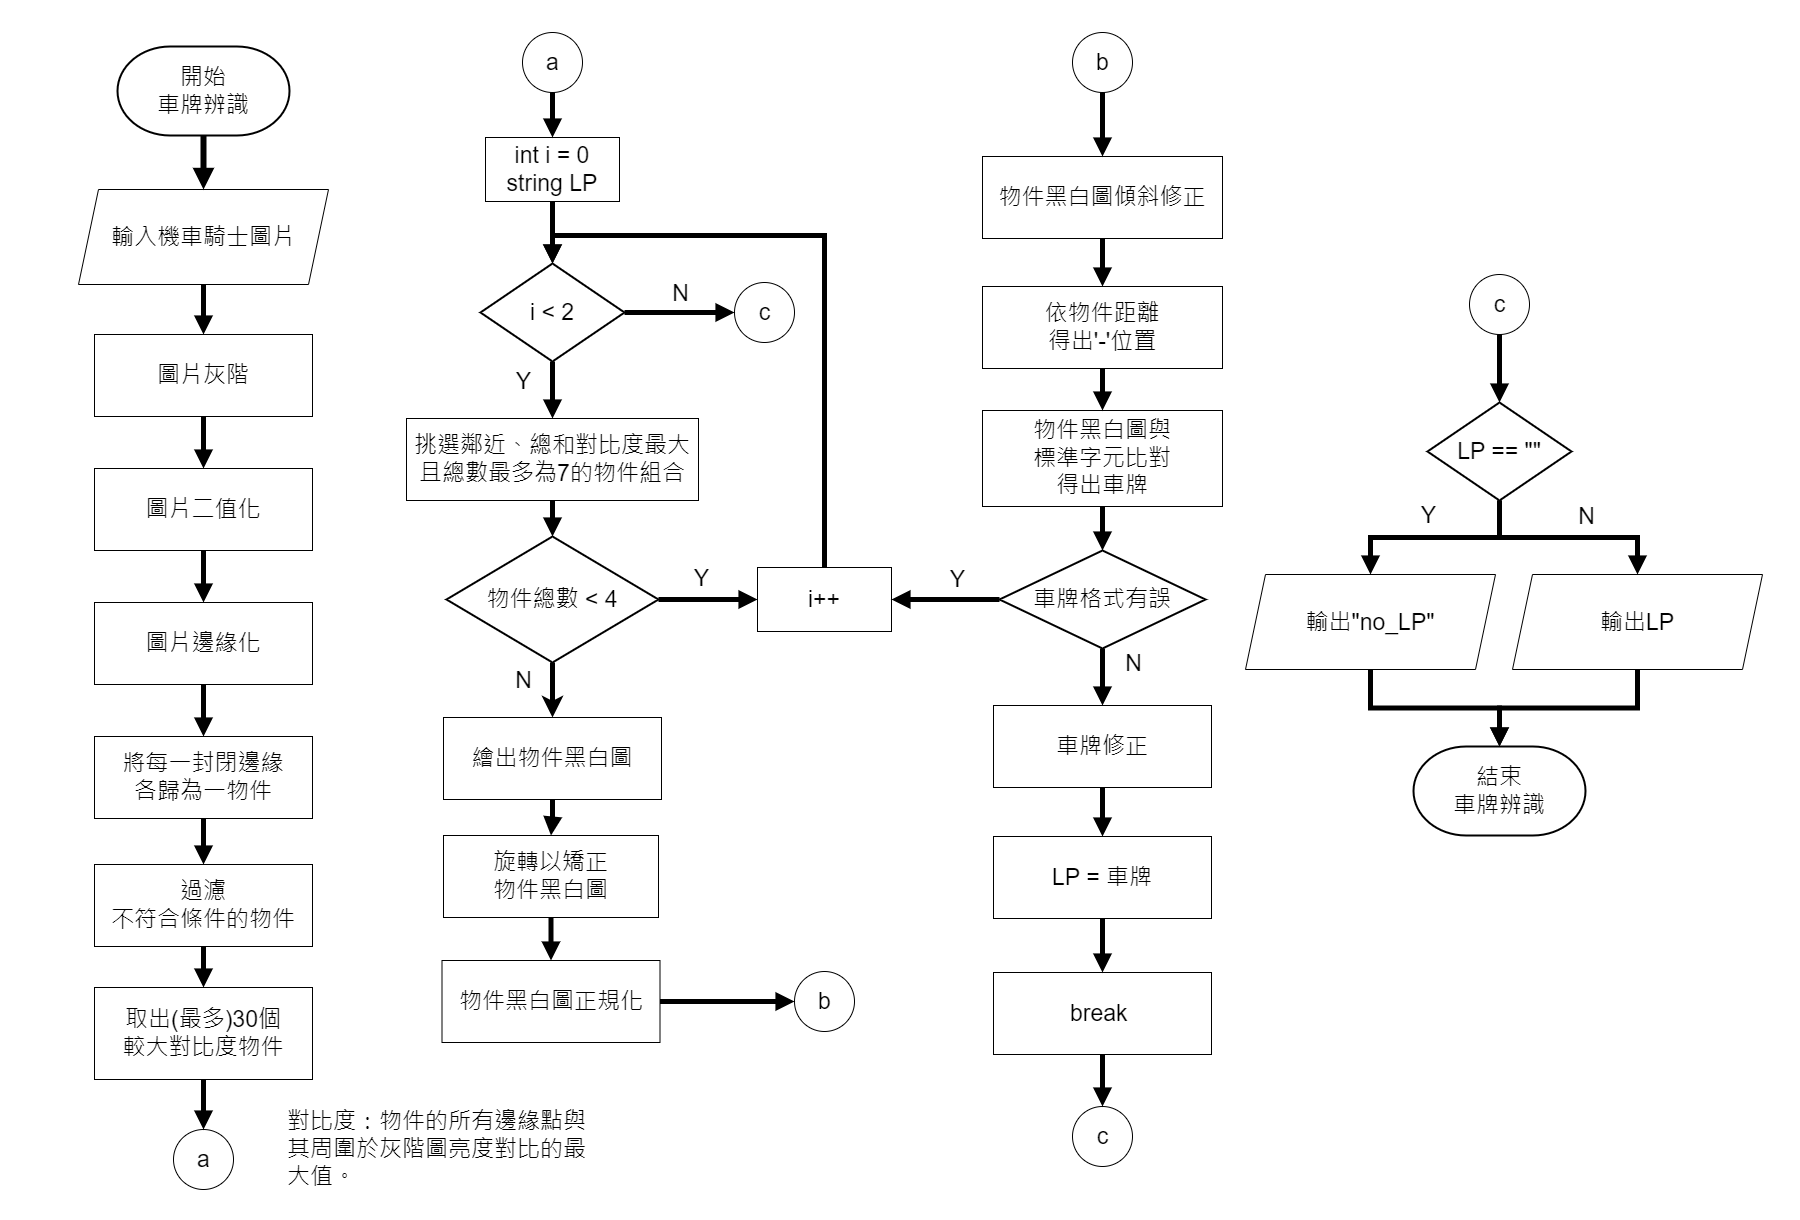 開始
車牌辨識
輸入機車騎士圖片
圖片灰階
圖片二值化
圖片邊緣化
將每一封閉邊緣
各歸為一物件
過濾
不符合條件的物件
取出(最多)30個
較大對比度物件
a
對比度：物件的所有邊緣點與
其周圍於灰階圖亮度對比的最
大值。
a
int i = 0
string LP
i < 2
N
c
Y
挑選鄰近、總和對比度最大
且總數最多為7的物件組合
物件總數 < 4
Y
i++
N
繪出物件黑白圖
旋轉以矯正
物件黑白圖
物件黑白圖正規化
b
b
物件黑白圖傾斜修正
依物件距離
得出'-'位置
物件黑白圖與
標準字元比對
得出車牌
車牌格式有誤
Y
N
車牌修正
LP = 車牌
break
c
c
LP == ""
Y
N
輸出"no_LP"
輸出LP
結束
車牌辨識